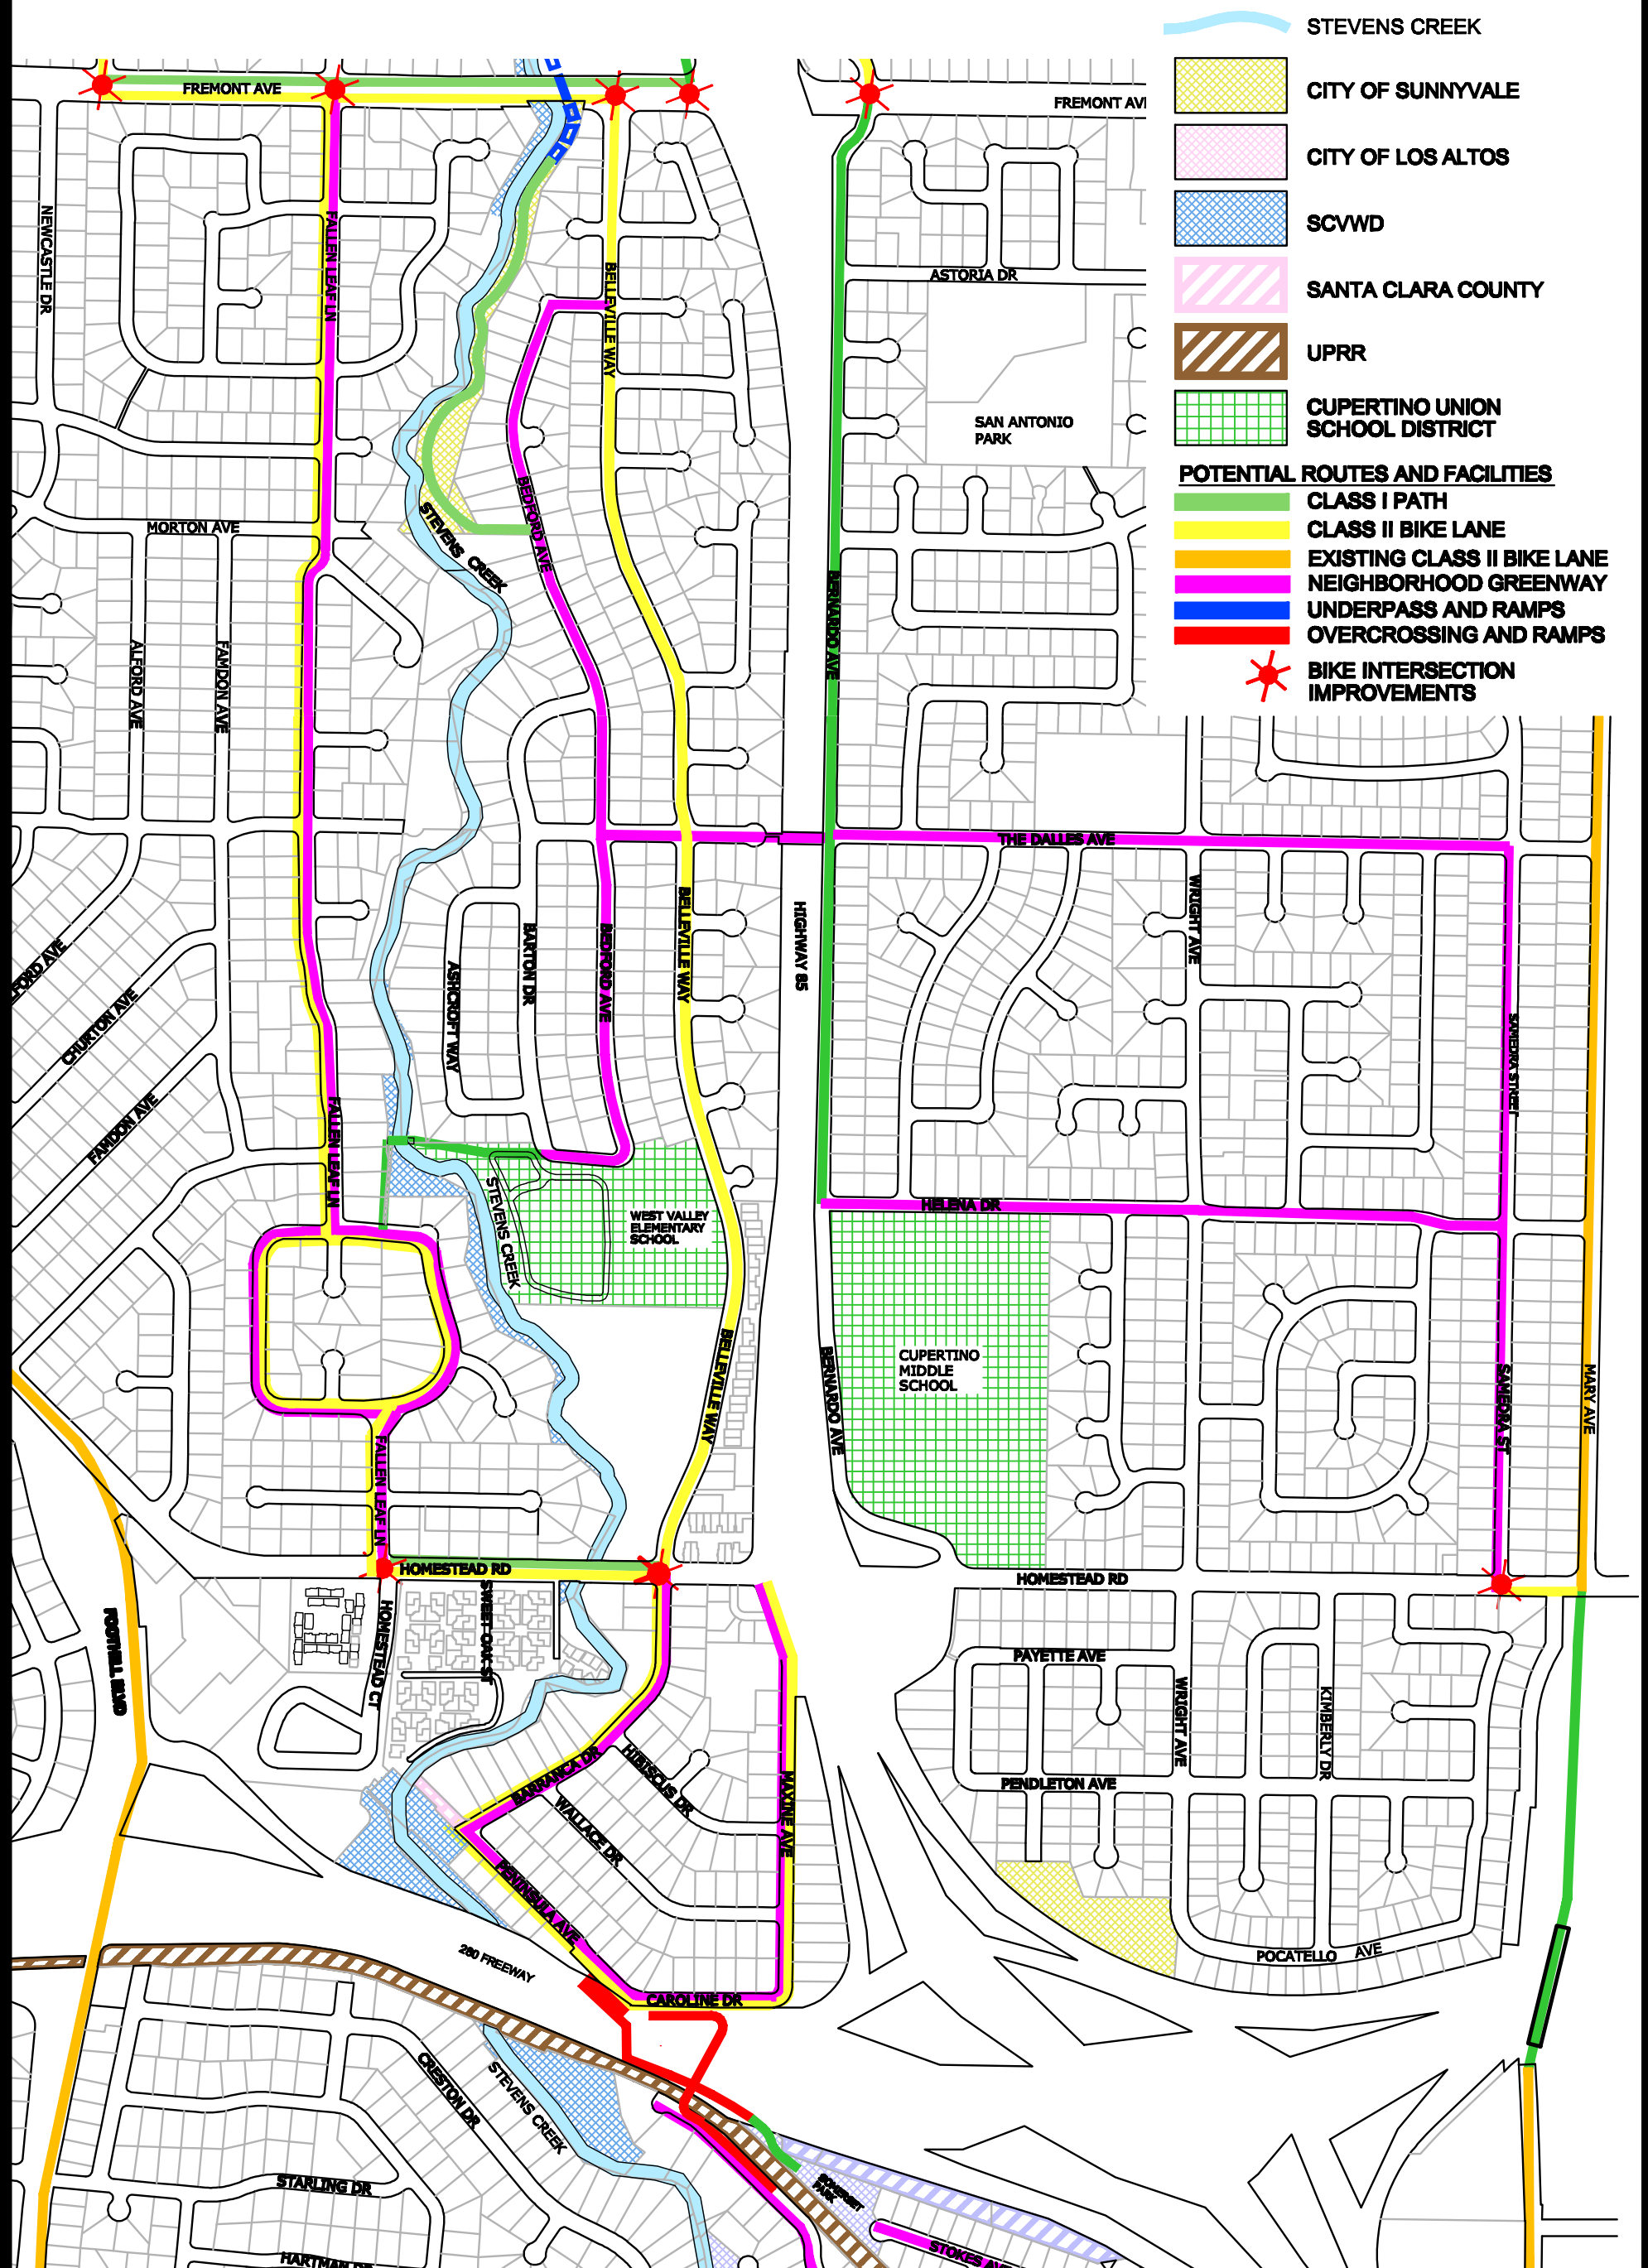 STEVENS CREEK
CITY OF SUNNYVALE
CITY OF LOS ALTOS
SCVWD
SANTA CLARA COUNTY
UPRR
CUPERTINO UNION
SCHOOL DISTRICT
POTENTIAL ROUTES AND FACILITIES
CLASS I PATH
CLASS II BIKE LANE
EXISTING CLASS II BIKE LANE
NEIGHBORHOOD GREENWAY
UNDERPASS AND RAMPS
OVERCROSSING AND RAMPS
BIKE INTERSECTION
IMPROVEMENTS
FREMONT AVE
FREMONT AV
NEWCASTLE DR
FALLEN LEAF LN
BELLEVILLE WAY
ASTORIA DR
SAN ANTONIO
PARK
BEDFORD AVE
STEVENS CREEK
MORTON AVE
ALFORD AVE
FAMDON AVE
BERNARDO AVE
THE DALLES AVE
WRIGHT AVE
HIGHWAY 85
BELLEVILLE WAY
BEDFORD AVE
BARTON DR
ASHCROFT WAY
FORD AVE
CHURTON AVE
FAMDON AVE
FALLEN LEAF LN
SAMEDRA STREET
HELENA DR
WEST VALLEY
ELEMENTARY
SCHOOL
STEVENS CREEK
CUPERTINO
MIDDLE
SCHOOL
BELLEVILLE WAY
BERNARDO AVE
SAMEDRA ST
MARY AVE
FALLEN LEAF LN
HOMESTEAD RD
HOMESTEAD RD
SWEET OAK ST
HOMESTEAD CT
FOOTHILL BLVD
PAYETTE AVE
WRIGHT AVE
KIMBERLY DR
PENDLETON AVE
BARRANCA DR
HIBISCUS DR
WALLACE DR
MAXINE AVE
PENINSULA AVE
POCATELLO AVE
280 FREEWAY
CAROLINE DR
CRESTON DR
STEVENS CREEK
STARLING DR
SOMERSET
PARK
STOKES AVE
HARTMAN DR